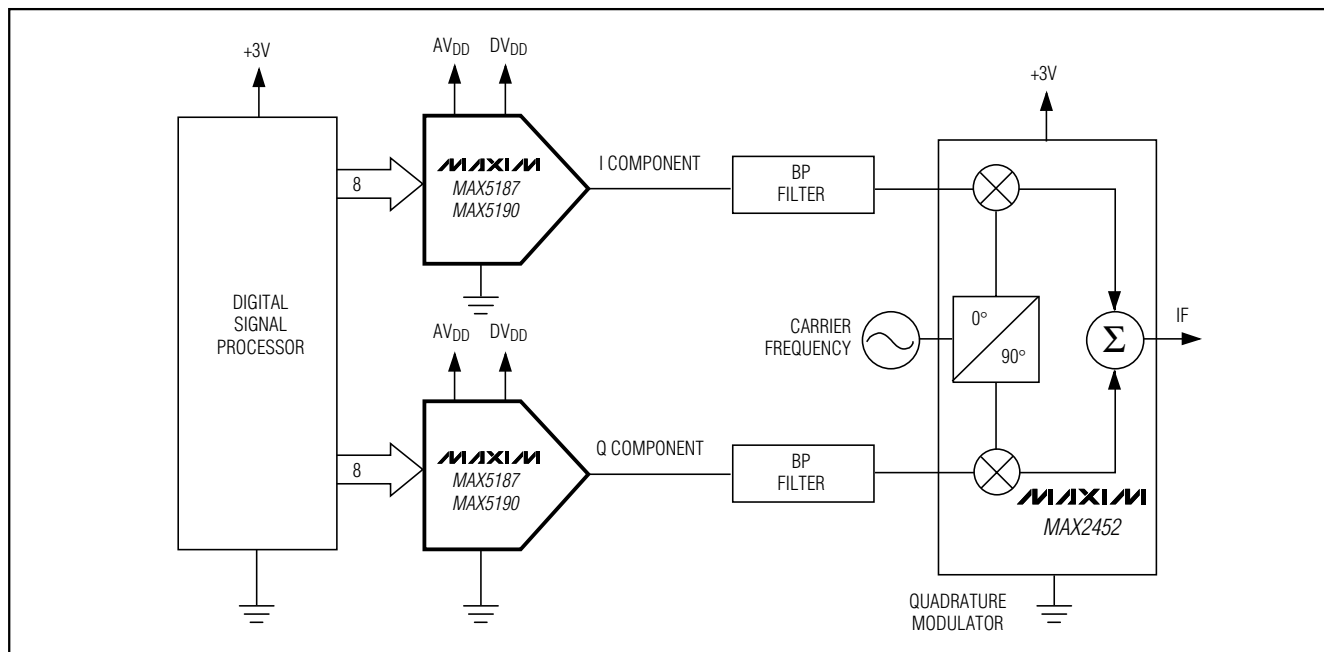 +3V
AVDD
DVDD
+3V
8
MAXIM
MAX5187
MAX5190
I COMPONENT
BP
FILTER
DIGITAL
SIGNAL
PROCESSOR
CARRIER
FREQUENCY
0°
90°
Σ
IF
AVDD
DVDD
8
MAXIM
MAX5187
MAX5190
Q COMPONENT
BP
FILTER
MAXIM
MAX2452
QUADRATURE
MODULATOR